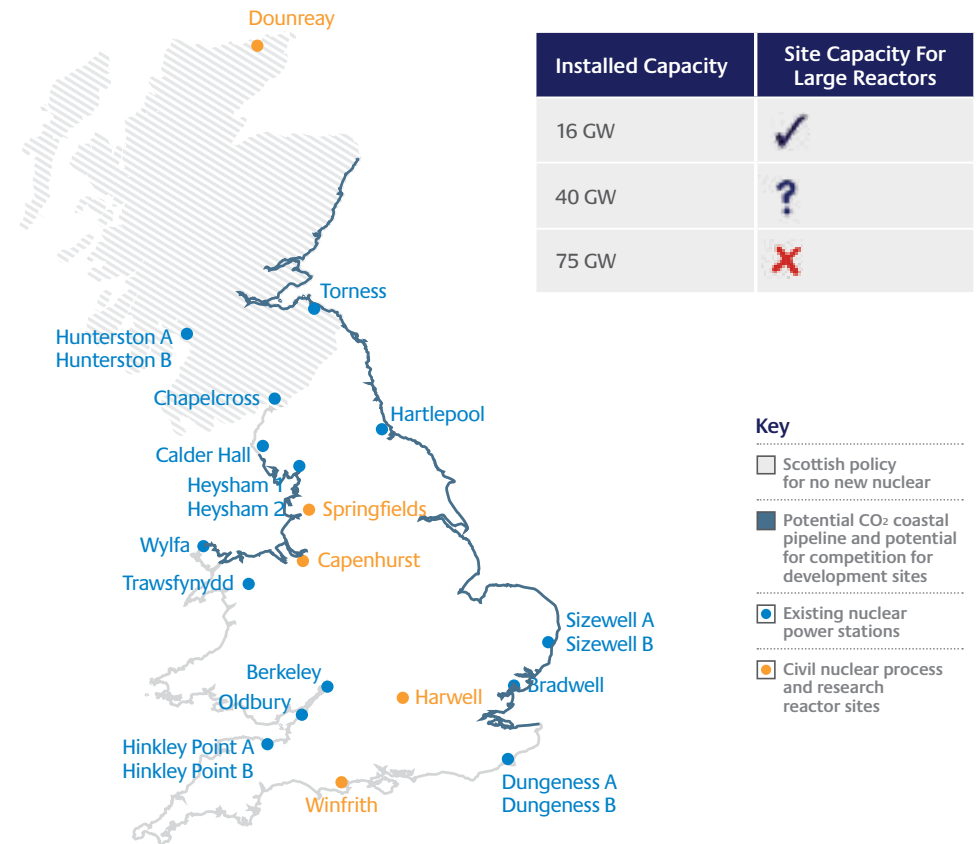 Dounreay
Installed Capacity
Site Capacity For
Large Reactors
16 GW
✓
40 GW
?
75 GW
✗
Torness
Hunterston A
Hunterston B
Chapelcross
Hartlepool
Calder Hall
Heysham 1
Heysham 2
Springfields
Wylfa
Capenhurst
Trawsfynydd
Sizewell A
Sizewell B
Berkeley
Bradwell
Harwell
Oldbury
Hinkley Point A
Hinkley Point B
Dungeness A
Dungeness B
Winfrith
Key
Scottish policy
for no new nuclear
Potential CO₂ coastal
pipeline and potential
for competition for
development sites
Existing nuclear
power stations
Civil nuclear process
and research
reactor sites